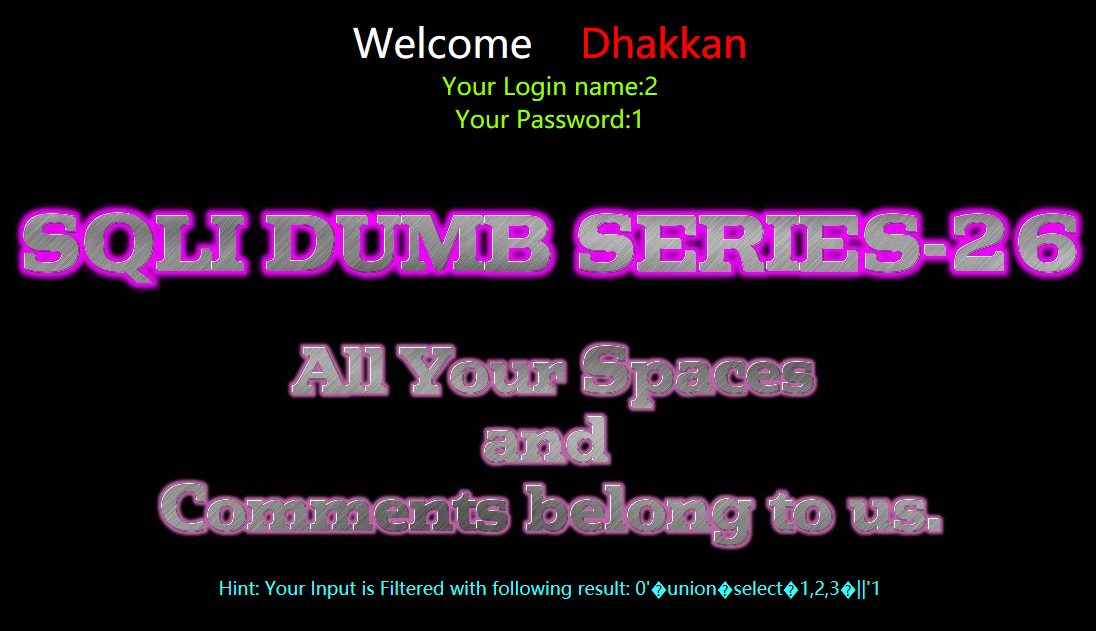 Welcome Dhakkan
Your Login name:2
Your Password:1
SQLI DUMB SERIES-26
All Your Spaces
and
Comments belong to us.
Hint: Your Input is Filtered with following result: 0'�union�select�1,2,3�||'1